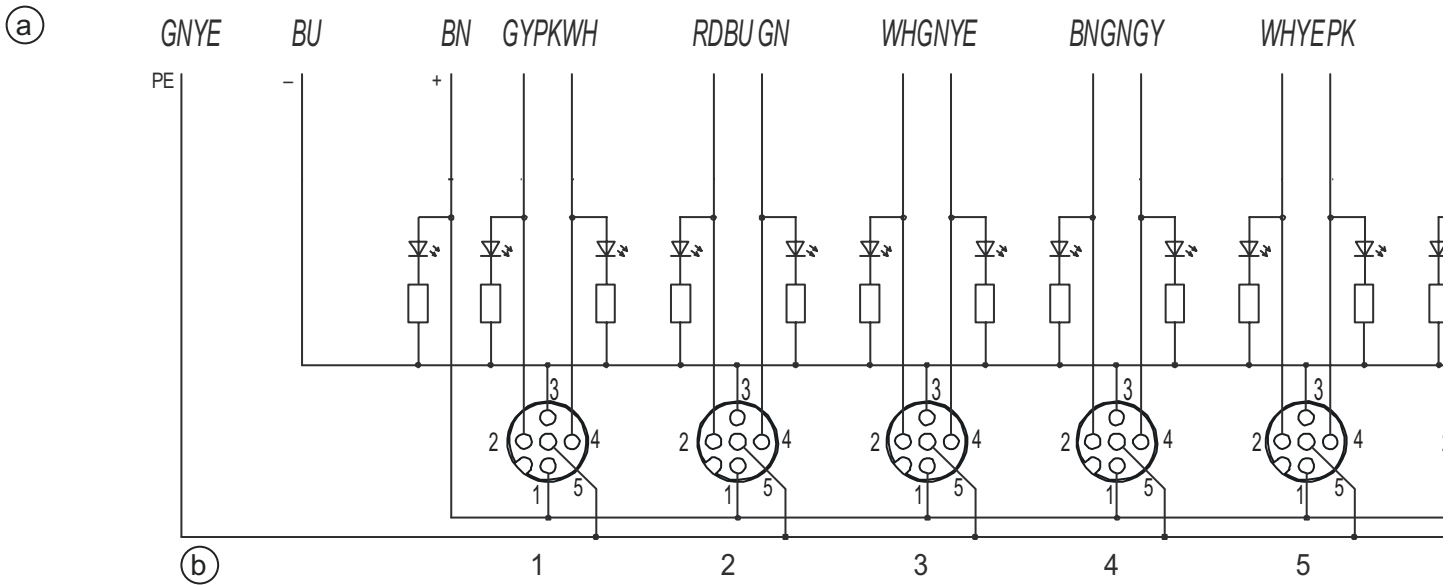 a GNYE BU BN GYPKWH RDBU GN WHGNYE BNGNGY WHYEPK
PE – +
3 3 3 3 3
2 4 2 4 2 4 2 4 2 4
1 5 1 5 1 5 1 5 1 5
b 1 2 3 4 5